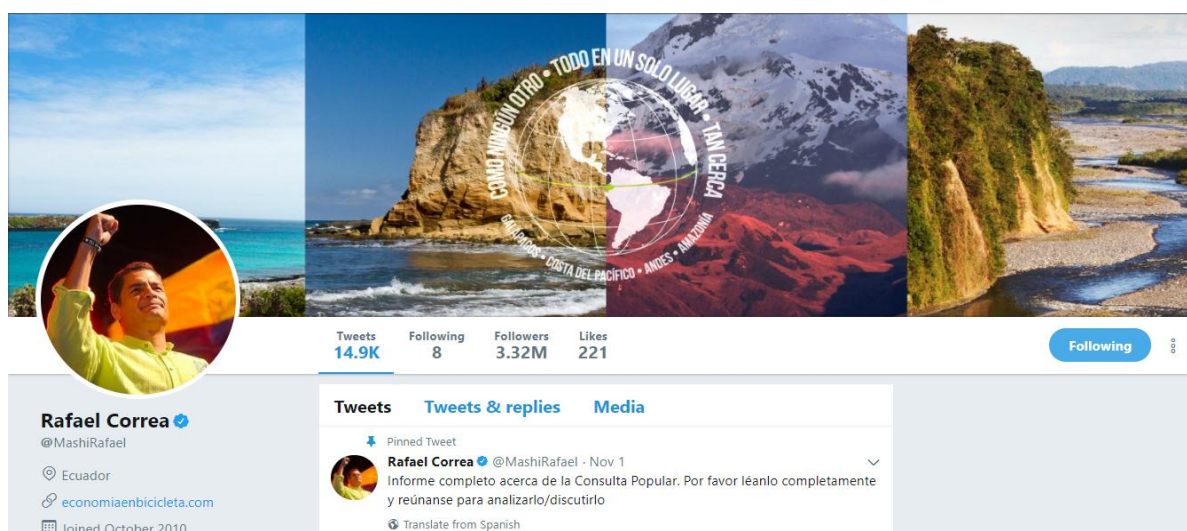 COMO NINGÚN OTRO • TODO EN UN SOLO LUGAR • TAN CERCA
GALÁPAGOS • COSTA DEL PACÍFICO • ANDES • AMAZONÍA
Tweets Following Followers Likes
14.9K 8 3.32M 221
Following
Rafael Correa
@MashiRafael
Ecuador
economiaenbicicleta.com
Joined October 2010
Tweets Tweets & replies Media
Pinned Tweet
Rafael Correa @MashiRafael · Nov 1
Informe completo acerca de la Consulta Popular. Por favor léanlo completamente
y reúnanse para analizarlo/discutirlo
Translate from Spanish